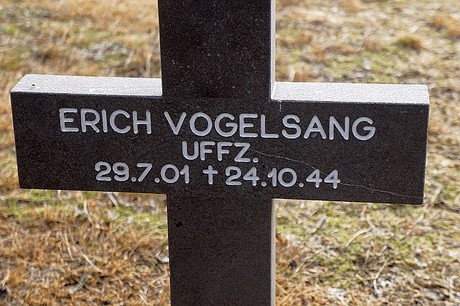 ERICH VOGELSANG
UFFZ.
29.7.01 ✝ 24.10.44